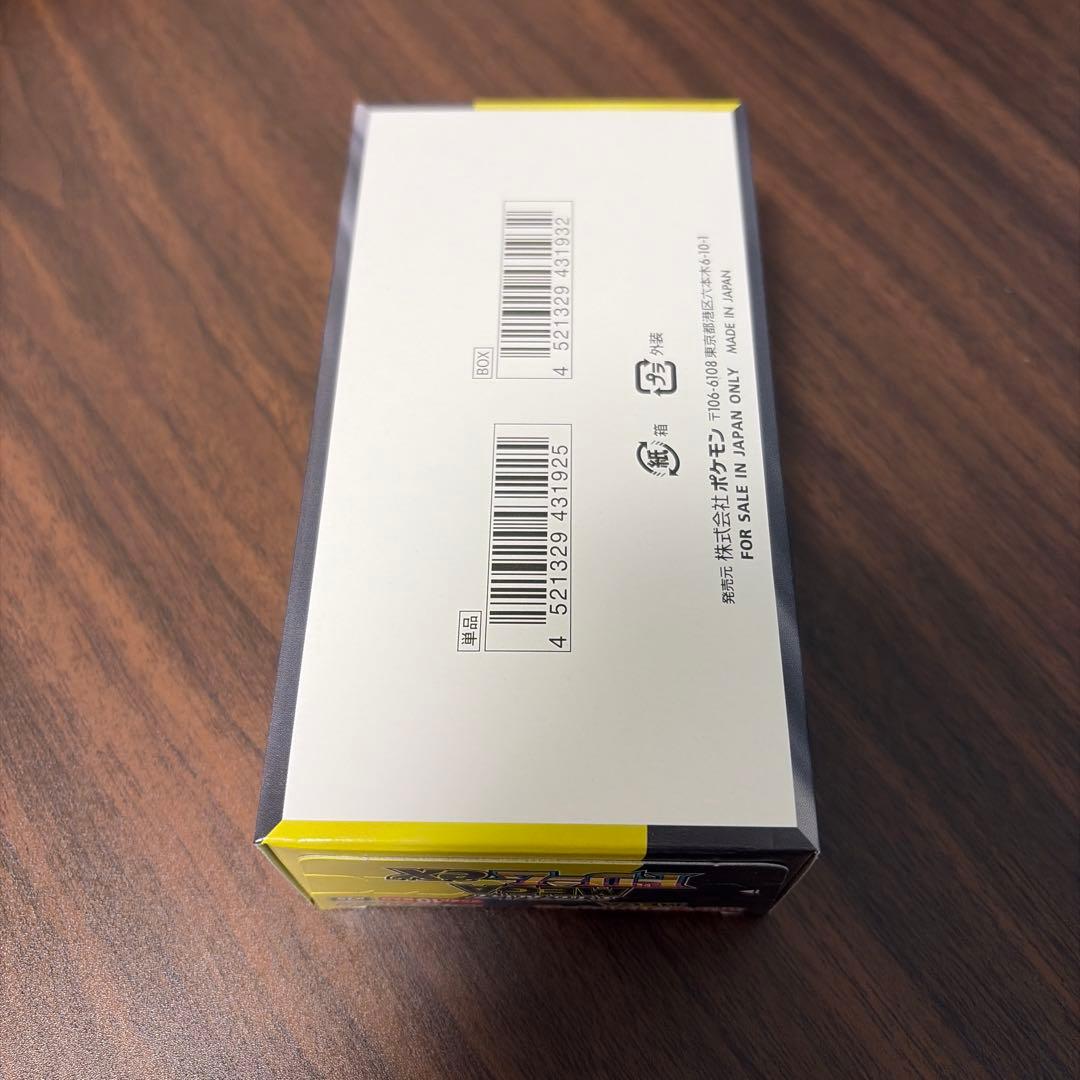 単品
4 521329 431925
BOX
4 521329 431932
紙 箱
プラ 外装
発売元 株式会社ポケモン 〒106-6108 東京都港区六本木6-10-1
FOR SALE IN JAPAN ONLY MADE IN JAPAN
MEGA